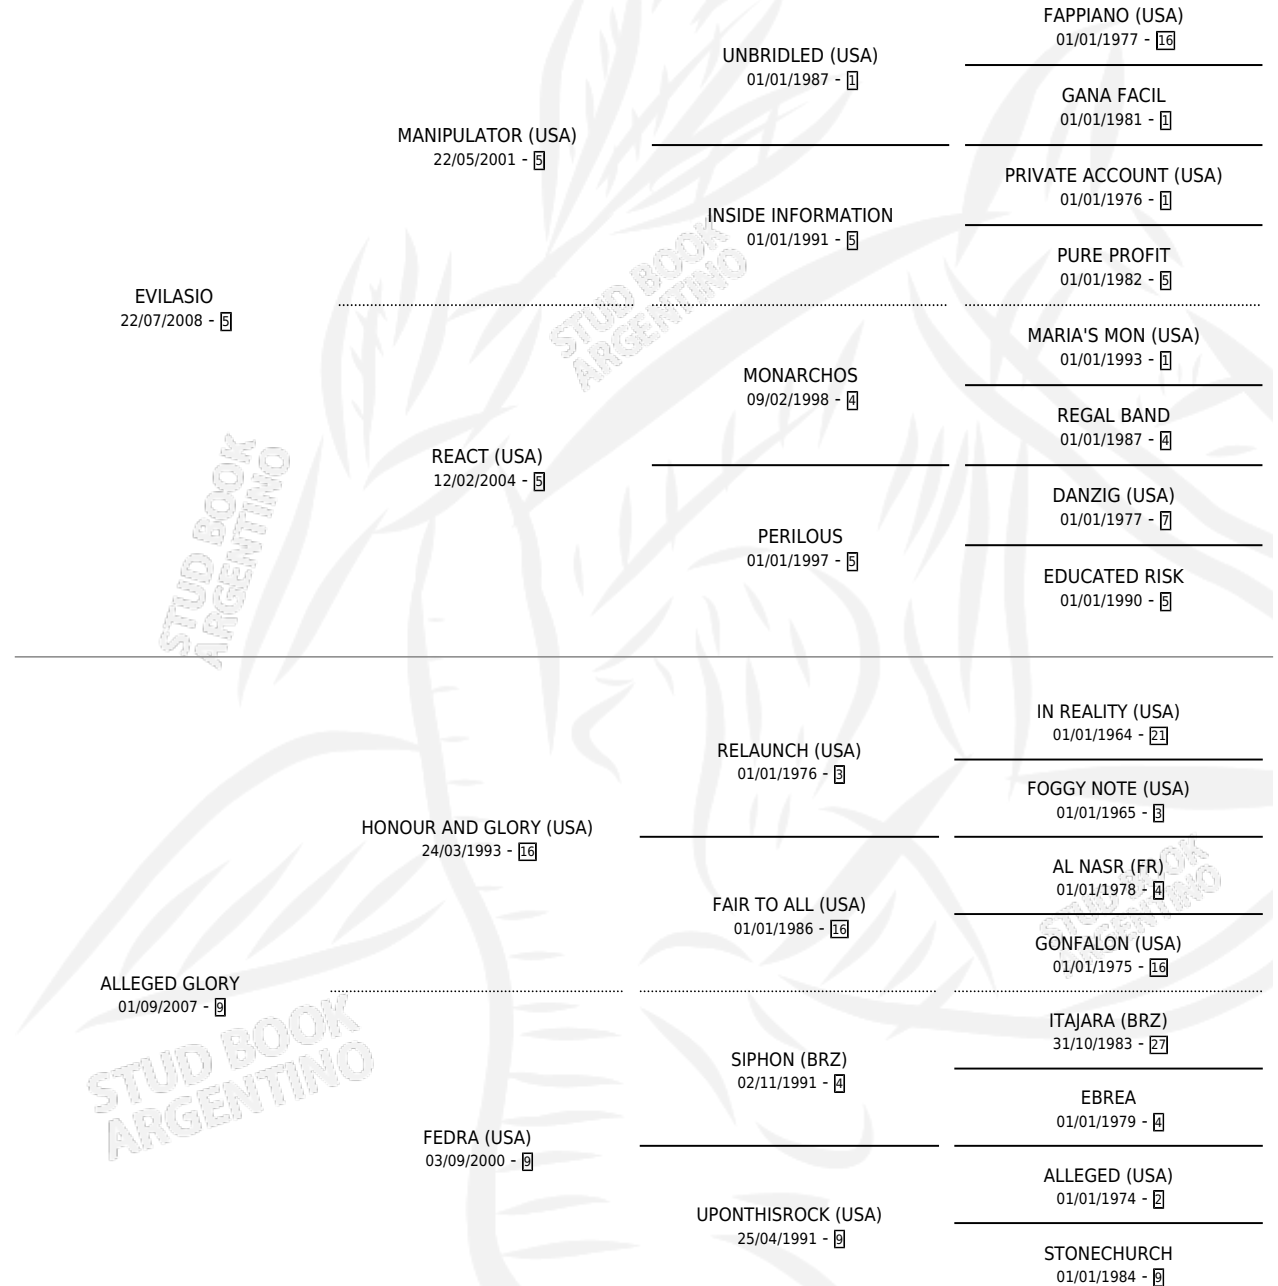 FAPPIANO (USA)
01/01/1977 - 16
UNBRIDLED (USA)
01/01/1987 - 1
GANA FACIL
01/01/1981 - 1
MANIPULATOR (USA)
22/05/2001 - 5
PRIVATE ACCOUNT (USA)
01/01/1976 - 1
INSIDE INFORMATION
01/01/1991 - 5
PURE PROFIT
01/01/1982 - 5
EVILASIO
22/07/2008 - 5
STUD BOOK
ARGENTINO
MARIA'S MON (USA)
01/01/1993 - 1
MONARCHOS
09/02/1998 - 4
REGAL BAND
01/01/1987 - 4
REACT (USA)
12/02/2004 - 5
DANZIG (USA)
01/01/1977 - 7
PERILOUS
01/01/1997 - 5
EDUCATED RISK
01/01/1990 - 5
STUD BOOK
ARGENTINO
IN REALITY (USA)
01/01/1964 - 21
RELAUNCH (USA)
01/01/1976 - 3
FOGGY NOTE (USA)
01/01/1965 - 3
HONOUR AND GLORY (USA)
24/03/1993 - 16
AL NASR (FR)
01/01/1978 - 4
FAIR TO ALL (USA)
01/01/1986 - 16
STUD BOOK
ARGENTINO
GONFALON (USA)
01/01/1975 - 16
ALLEGED GLORY
01/09/2007 - 9
ITAJARA (BRZ)
31/10/1983 - 27
SIPHON (BRZ)
02/11/1991 - 4
STUD BOOK
ARGENTINO
EBREA
01/01/1979 - 4
FEDRA (USA)
03/09/2000 - 9
ALLEGED (USA)
01/01/1974 - 2
UPONTHISROCK (USA)
25/04/1991 - 9
STONECHURCH
01/01/1984 - 9